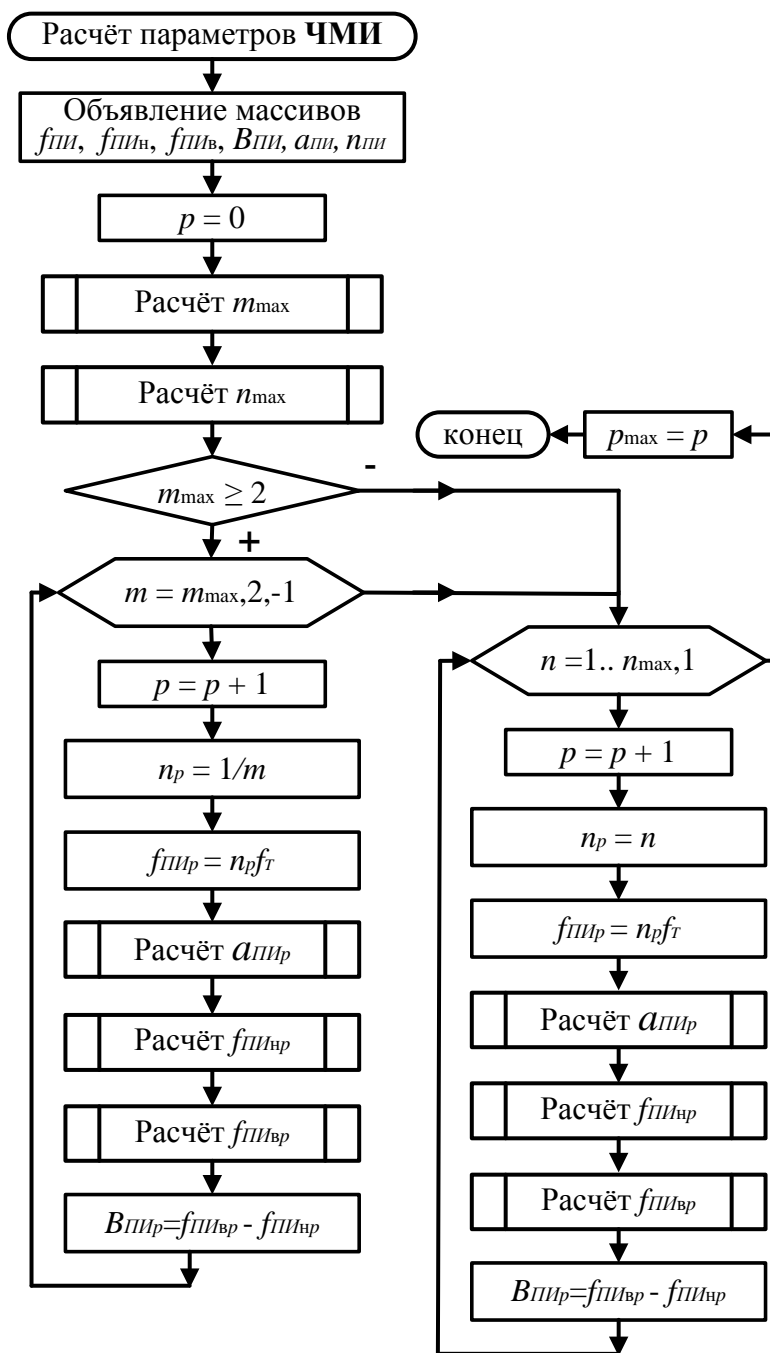 Расчёт параметров ЧМИ
Объявление массивов
fПИ, fПИн, fПИв, BПИ, aПИ, nПИ
p = 0
Расчёт mmax
Расчёт nmax
mmax ≥ 2
-
+
m = mmax,2,-1
p = p + 1
np = 1/m
fПИp = npfT
Расчёт aПИp
Расчёт fПИнp
Расчёт fПИвp
BПИp=fПИвp - fПИнp
конец
pmax = p
n =1.. nmax,1
p = p + 1
np = n
fПИp = npfT
Расчёт aПИp
Расчёт fПИнp
Расчёт fПИвp
BПИp=fПИвp - fПИнp